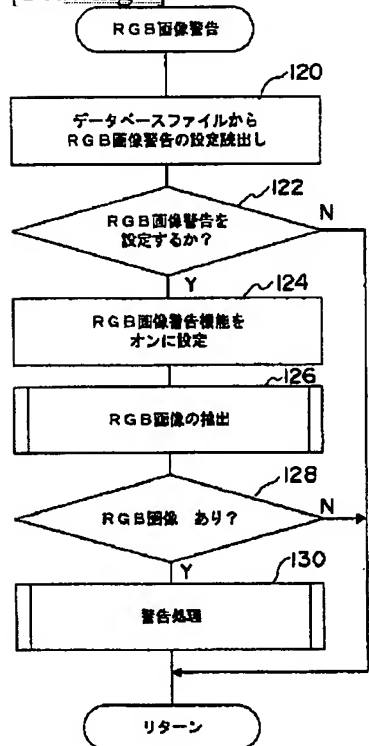 RGB画像警告
120
データベースファイルから
RGB画像警告の設定読出し
122
RGB画像警告を
設定するか?
N
Y
124
RGB画像警告機能を
オンに設定
126
RGB画像の抽出
128
RGB画像 あり?
N
Y
130
警告処理
リターン